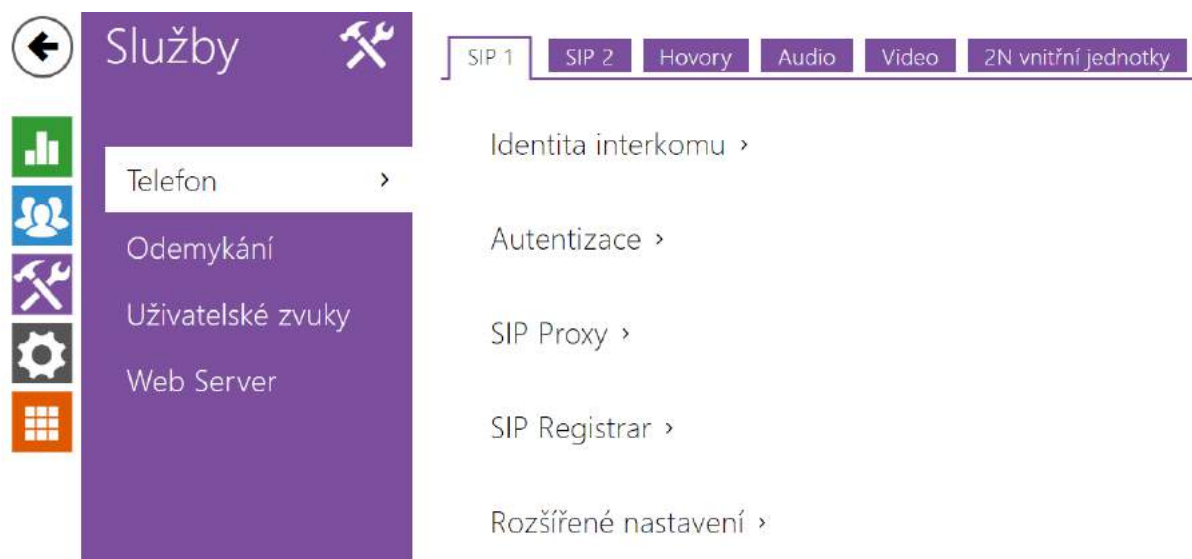 Služby
SIP 1 SIP 2 Hovory Audio Video 2N vnitřní jednotky
Telefon
Odemykání
Uživatelské zvuky
Web Server
Identita interkomu
Autentizace
SIP Proxy
SIP Registrar
Rozšířené nastavení